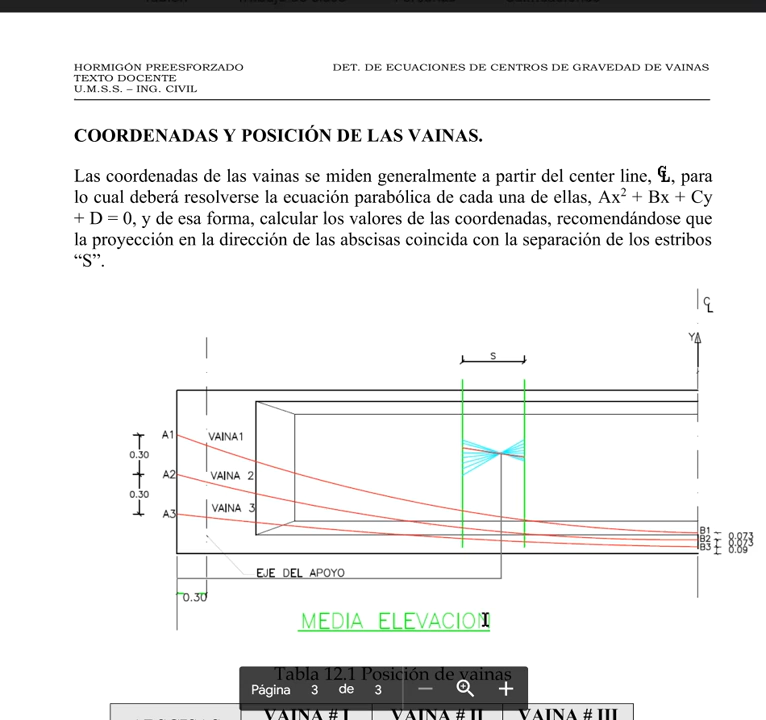 HORMIGÓN PREESFORZADO DET. DE ECUACIONES DE CENTROS DE GRAVEDAD DE VAINAS
TEXTO DOCENTE
U.M.S.S. – ING. CIVIL
COORDENADAS Y POSICIÓN DE LAS VAINAS.
Las coordenadas de las vainas se miden generalmente a partir del center line, ℄, para
lo cual deberá resolverse la ecuación parabólica de cada una de ellas, Ax² + Bx + Cy
+ D = 0, y de esa forma, calcular los valores de las coordenadas, recomendándose que
la proyección en la dirección de las abscisas coincida con la separación de los estribos
“S”.
℄
Y
S
A1 VAINA1
0.30
A2 VAINA 2
0.30
A3 VAINA 3
B1 0.073
B2 0.073
B3 0.09
EJE DEL APOYO
0.30
MEDIA ELEVACION
Tabla 12.1 Posición de vainas
Página 3 de 3
VAINA # I VAINA # II VAINA # III